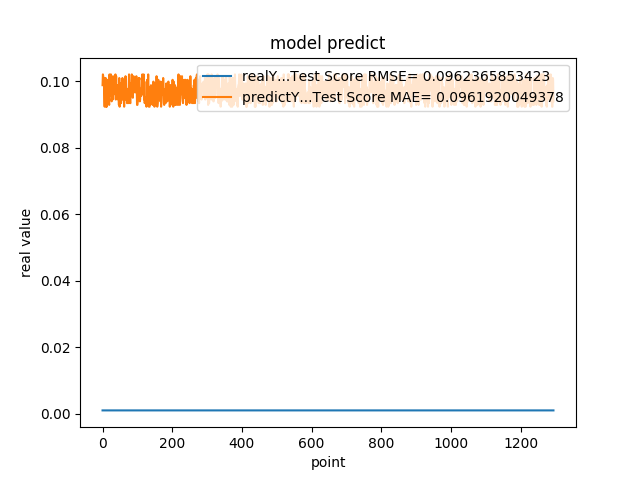 model predict
realY...Test Score RMSE= 0.0962365853423
predictY...Test Score MAE= 0.0961920049378
0.10
0.08
0.06
0.04
0.02
0.00
real value
0 200 400 600 800 1000 1200
point